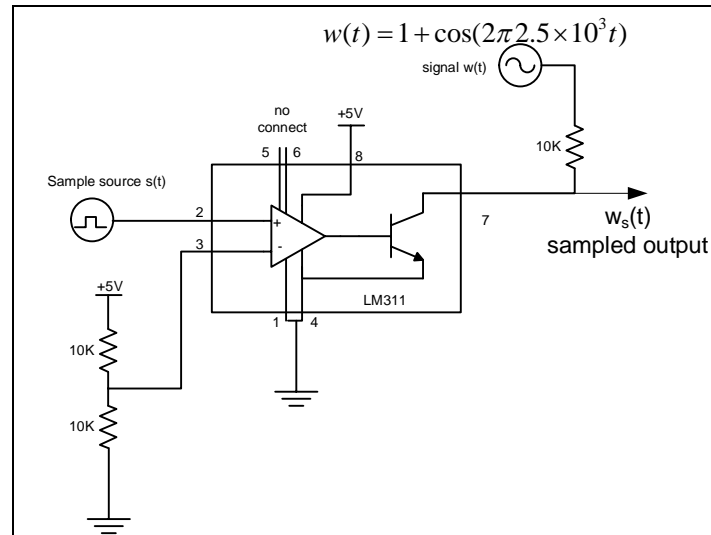 w(t) = 1 + cos(2π2.5×10³t)
signal w(t)
no
connect
+5V
5 6
8
10K
Sample source s(t)
2
+
7
w_s(t)
sampled output
3
-
+5V
LM311
1 4
10K
10K